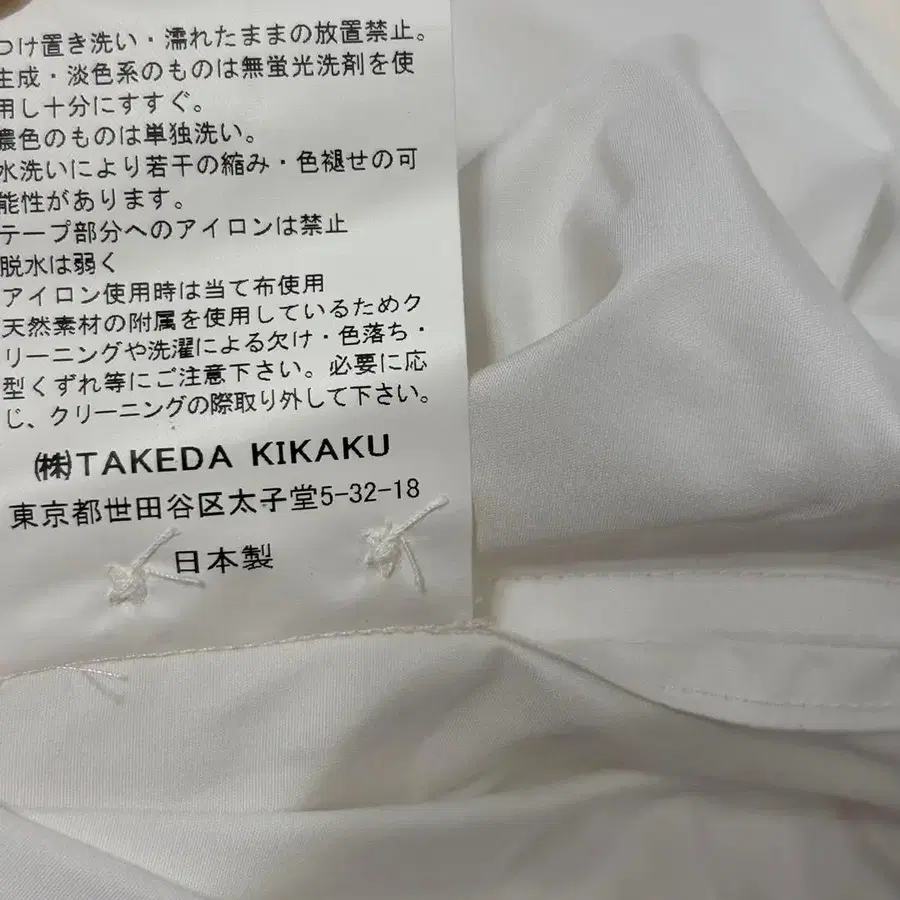 つけ置き洗い・濡れたままの放置禁止。
生成・淡色系のものは無蛍光洗剤を使
用し十分にすすぐ。
濃色のものは単独洗い。
水洗いにより若干の縮み・色褪せの可
能性があります。
テープ部分へのアイロンは禁止
脱水は弱く
アイロン使用時は当て布使用
天然素材の附属を使用しているためク
リーニングや洗濯による欠け・色落ち・
型くずれ等にご注意下さい。必要に応
じ、クリーニングの際取り外して下さい。
㈱TAKEDA KIKAKU
東京都世田谷区太子堂5-32-18
日本製